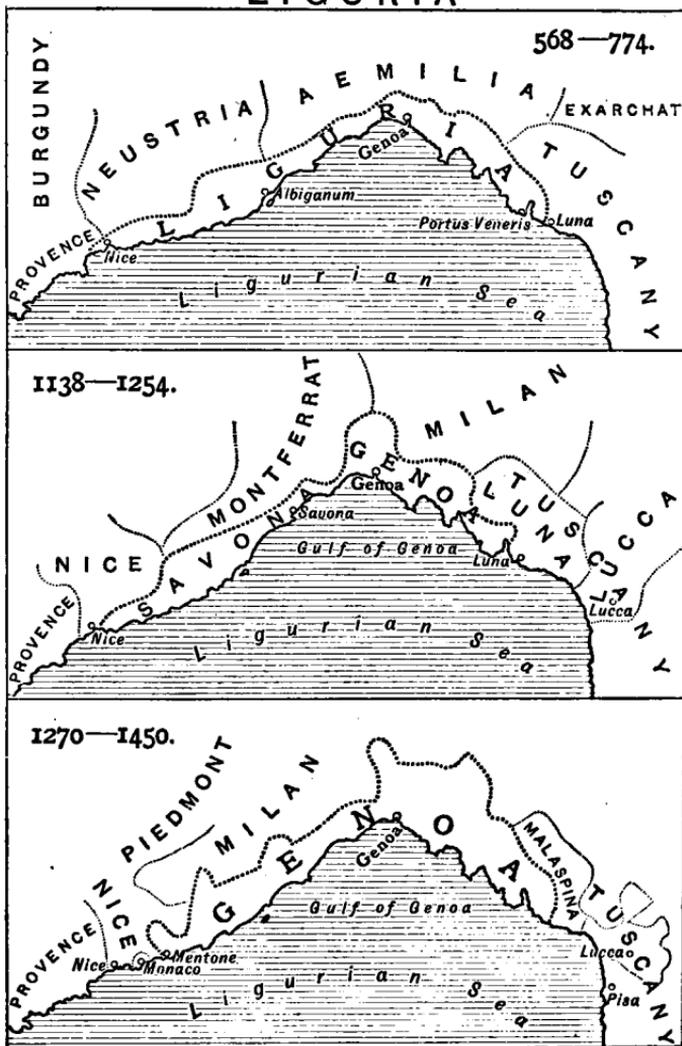 LIGURIA
568—774.
BURGUNDY
NEUSTRIA
AEMILIA
EXARCHAT
LIGURIA
Genoa
TUSCANY
Albiganum
Portus Veneris
Luna
PROVENCE
Nice
Ligurian Sea
1138—1254.
MONTFERRAT
MILAN
GENOA
Genoa
TUSCANY
LUCCA
LUNA
SAVONA
Savona
Gulf of Genoa
NICE
Luna
Lucca
PROVENCE
Nice
Ligurian Sea
1270—1450.
PIEDMONT
MILAN
GENOA
Genoa
MALASPINA
TUSCANY
NICE
Gulf of Genoa
PROVENCE
Nice
Monaco
Mentone
Lucca
Pisa
Ligurian Sea